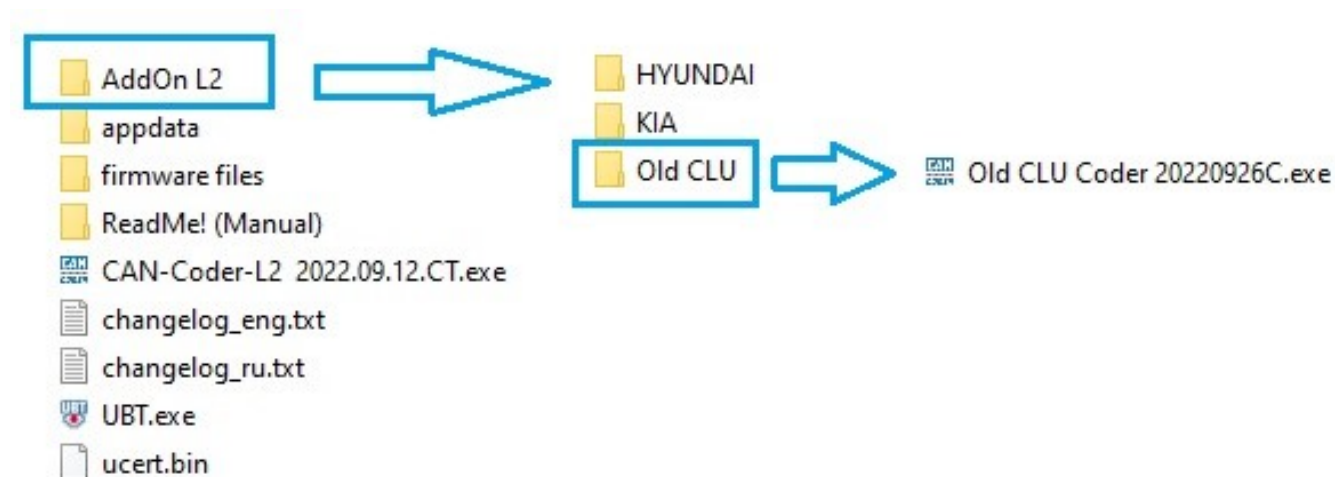 AddOn L2
appdata
firmware files
ReadMe! (Manual)
CAN-Coder-L2 2022.09.12.CT.exe
changelog_eng.txt
changelog_ru.txt
UBT.exe
ucert.bin
HYUNDAI
KIA
Old CLU
Old CLU Coder 20220926C.exe